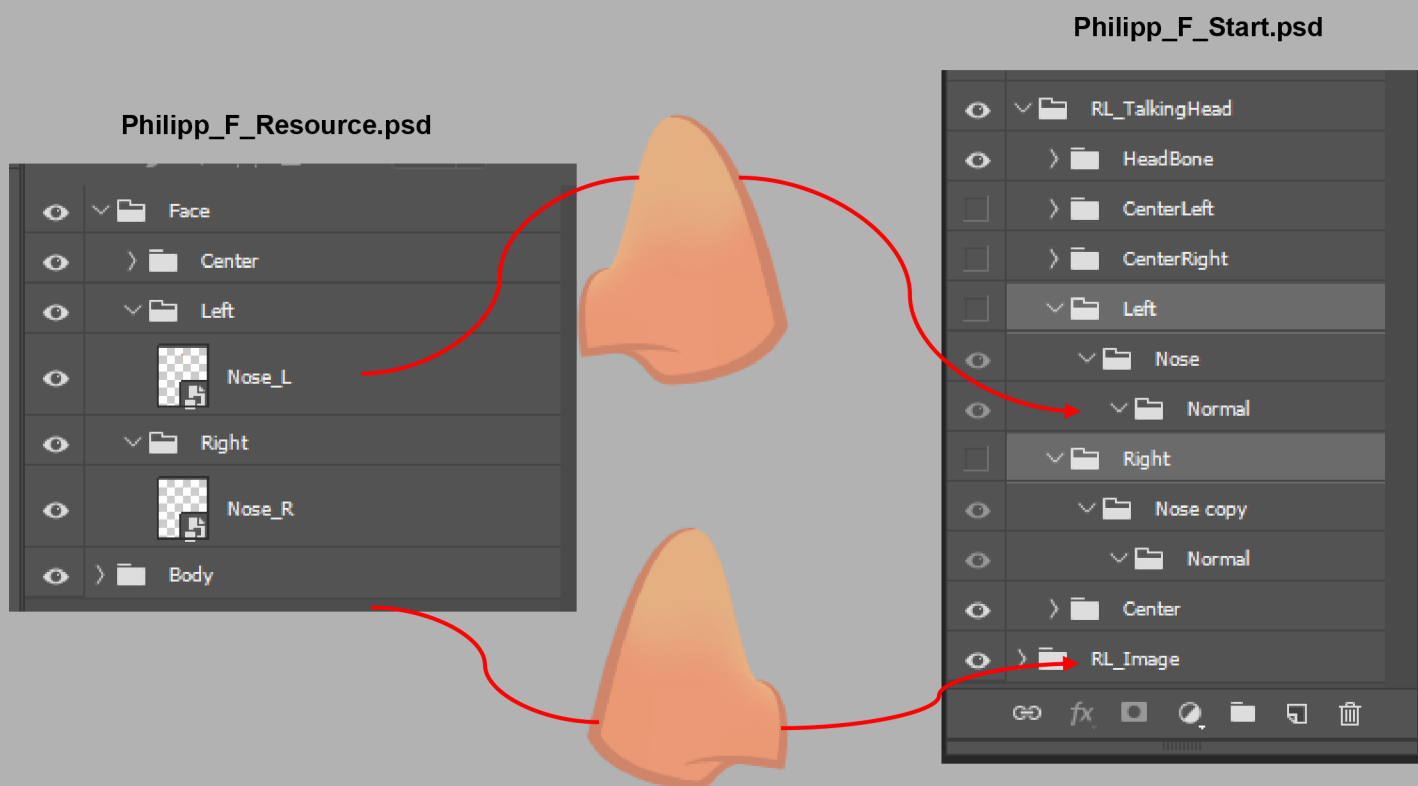 Philipp_F_Start.psd
Philipp_F_Resource.psd
Face
Center
Left
Nose_L
Right
Nose_R
Body
RL_TalkingHead
HeadBone
CenterLeft
CenterRight
Left
Nose
Normal
Right
Nose copy
Normal
Center
RL_Image
fx